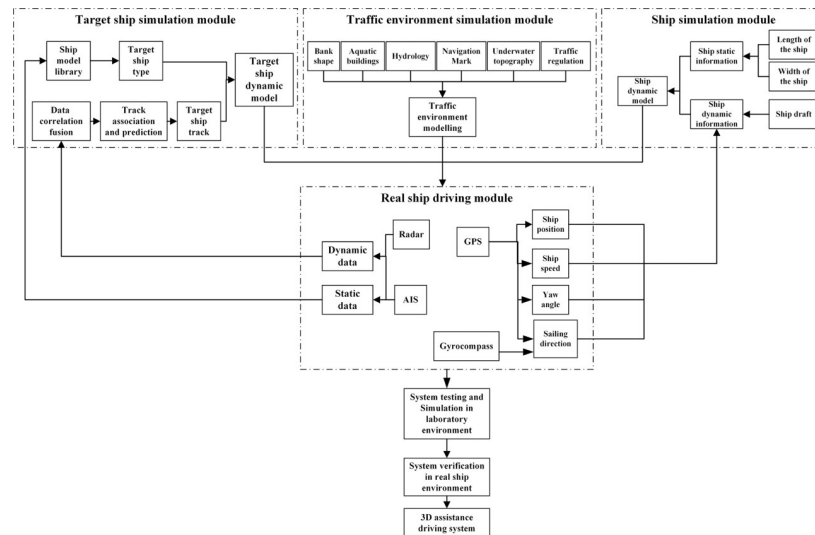 Target ship simulation module
Ship
model
library
Target
ship
type
Target
ship
dynamic
model
Data
correlation
fusion
Track
association
and prediction
Target
ship
track
Traffic environment simulation module
Bank
shape
Aquatic
buildings
Hydrology
Navigation
Mark
Underwater
topography
Traffic
regulation
Traffic
environment
modelling
Ship simulation module
Ship
dynamic
model
Ship static
information
Ship
dynamic
information
Length of
the ship
Width of
the ship
Ship draft
Real ship driving module
Radar
Dynamic
data
Static
data
AIS
GPS
Gyrocompass
Ship
position
Ship
speed
Yaw
angle
Sailing
direction
System testing and
Simulation in
laboratory
environment
System verification
in real ship
environment
3D assistance
driving system